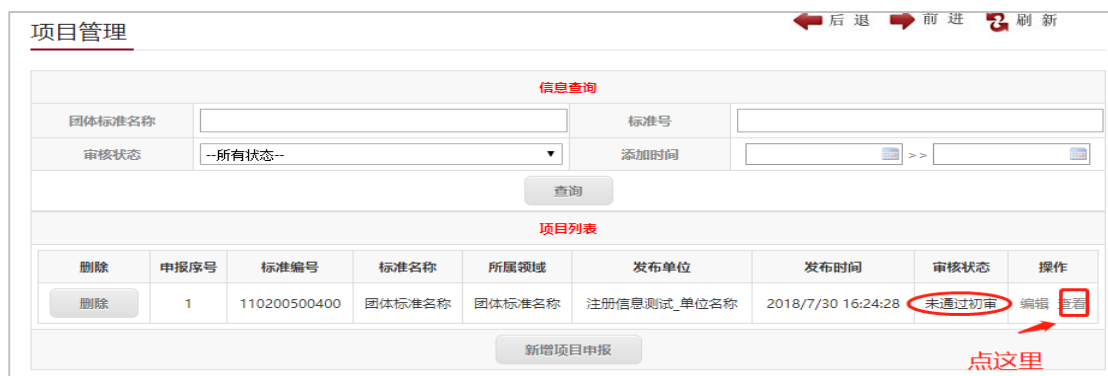 后 退 前 进 刷 新
项目管理
信息查询
团体标准名称 标准号
审核状态 --所有状态-- 添加时间 >>
查询
项目列表
删除 申报序号 标准编号 标准名称 所属领域 发布单位 发布时间 审核状态 操作
删除 1 110200500400 团体标准名称 团体标准名称 注册信息测试_单位名称 2018/7/30 16:24:28 未通过初审 编辑 查看
新增项目申报
点这里